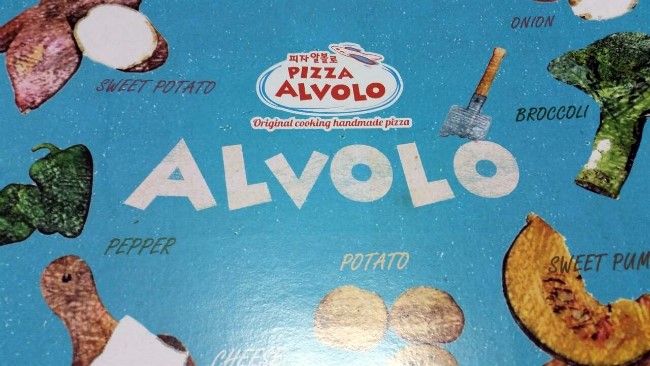 ONION
SWEET POTATO
피자알볼로
PIZZA
ALVOLO
Original cooking handmade pizza
BROCCOLI
ALVOLO
PEPPER
POTATO
SWEET PUM
CHEESE